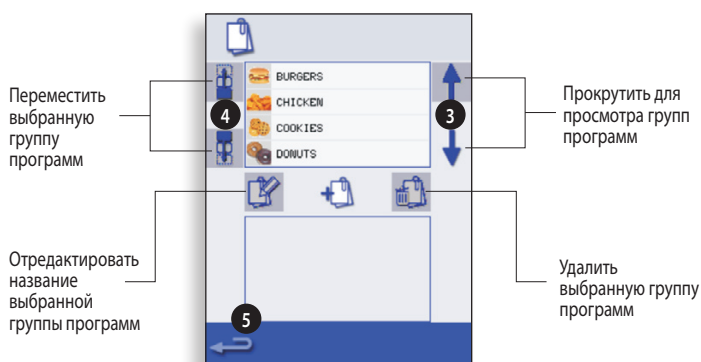 Переместить
выбранную
группу
программ
4
BURGERS
CHICKEN
COOKIES
DONUTS
3
Прокрутить для
просмотра групп
программ
Отредактировать
название
выбранной
группы программ
5
Удалить
выбранную группу
программ